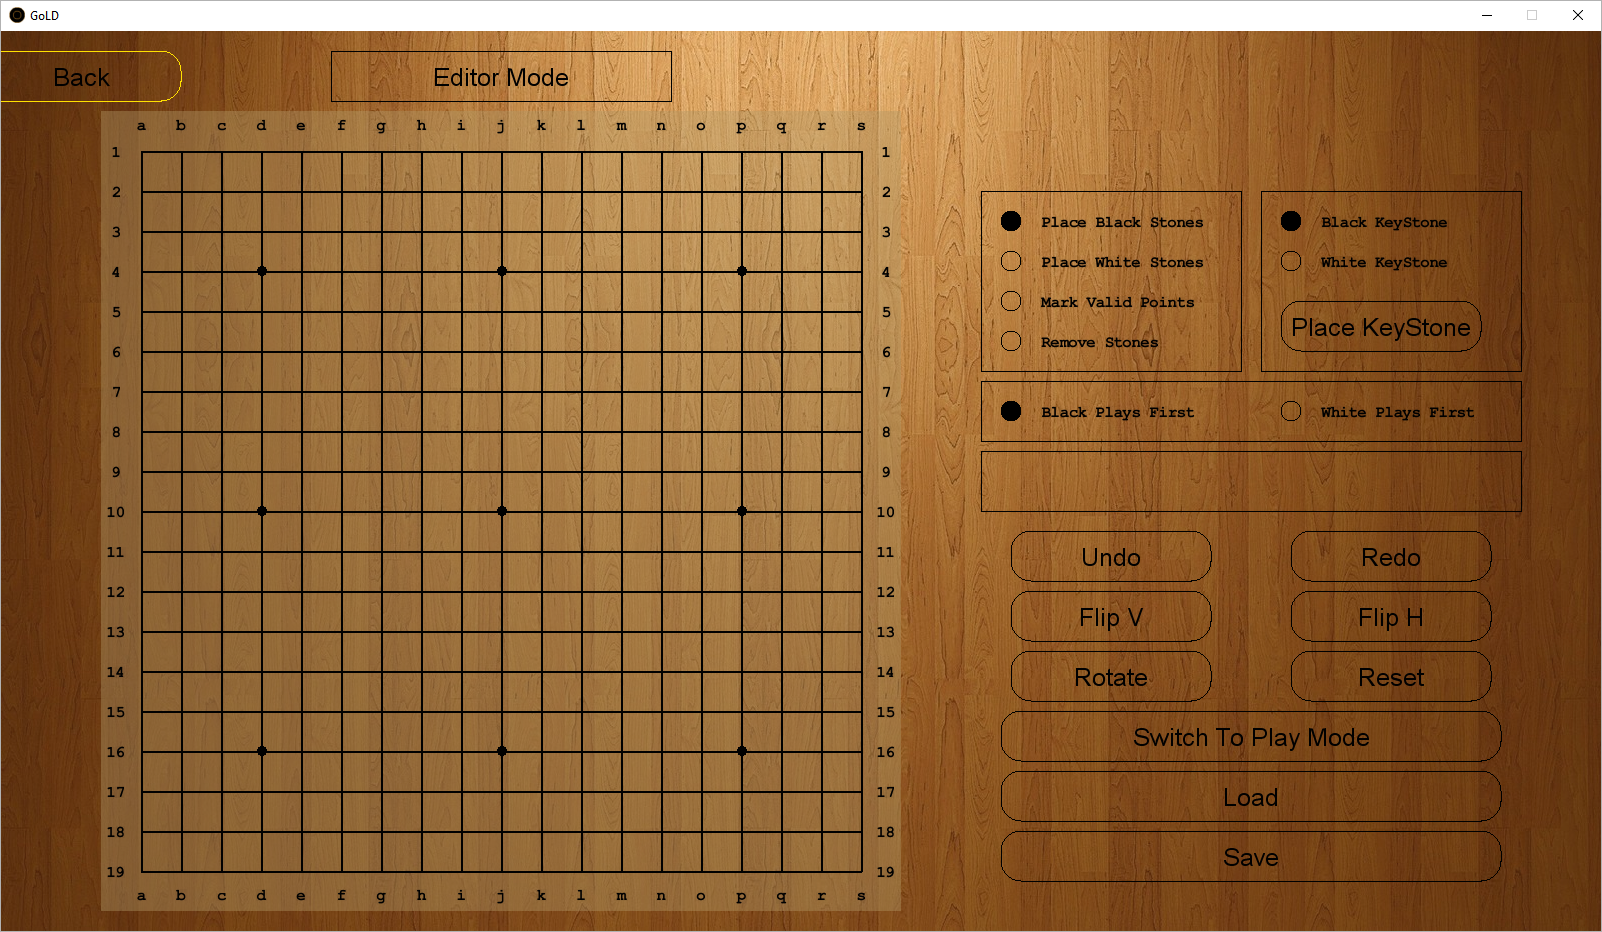 GoLD
Back
Editor Mode
a b c d e f g h i j k l m n o p q r s
1 1
2 2
3 3
4 4
5 5
6 6
7 7
8 8
9 9
10 10
11 11
12 12
13 13
14 14
15 15
16 16
17 17
18 18
19 19
a b c d e f g h i j k l m n o p q r s
Place Black Stones
Place White Stones
Mark Valid Points
Remove Stones
Black KeyStone
White KeyStone
Place KeyStone
Black Plays First
White Plays First
Undo
Redo
Flip V
Flip H
Rotate
Reset
Switch To Play Mode
Load
Save